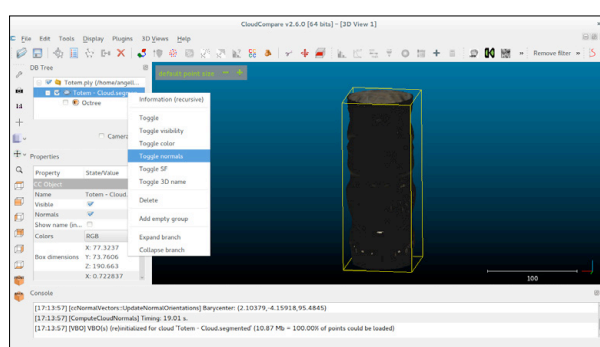 CloudCompare v2.6.0 [64 bits] - [3D View 1]
File Edit Tools Display Plugins 3D Views Help
Remove filter
DB Tree
default point size
Totem.ply (/home/angeli...
Totem - Cloud.segme
Octree
Information (recursive)
Toggle
Toggle visibility
Toggle color
Toggle normals
Toggle SF
Toggle 3D name
Delete
Add empty group
Expand branch
Collapse branch
1:1
Camera
Properties
Property State/Value
CC Object
Name Totem - Cloud.
Visible
Normals
Show name (in...
Colors RGB
X: 77.3237
Box dimensions Y: 73.7606
Z: 190.663
X: 0.722837
100
Console
[17:13:57] [ccNormalVectors::UpdateNormalOrientations] Barycenter: (2.10379,-4.15918,95.4845)
[17:13:57] [ComputeCloudNormals] Timing: 19.01 s.
[17:13:57] [VBO] VBO(s) (re)initialized for cloud 'Totem - Cloud.segmented' (10.87 Mb = 100.00% of points could be loaded)